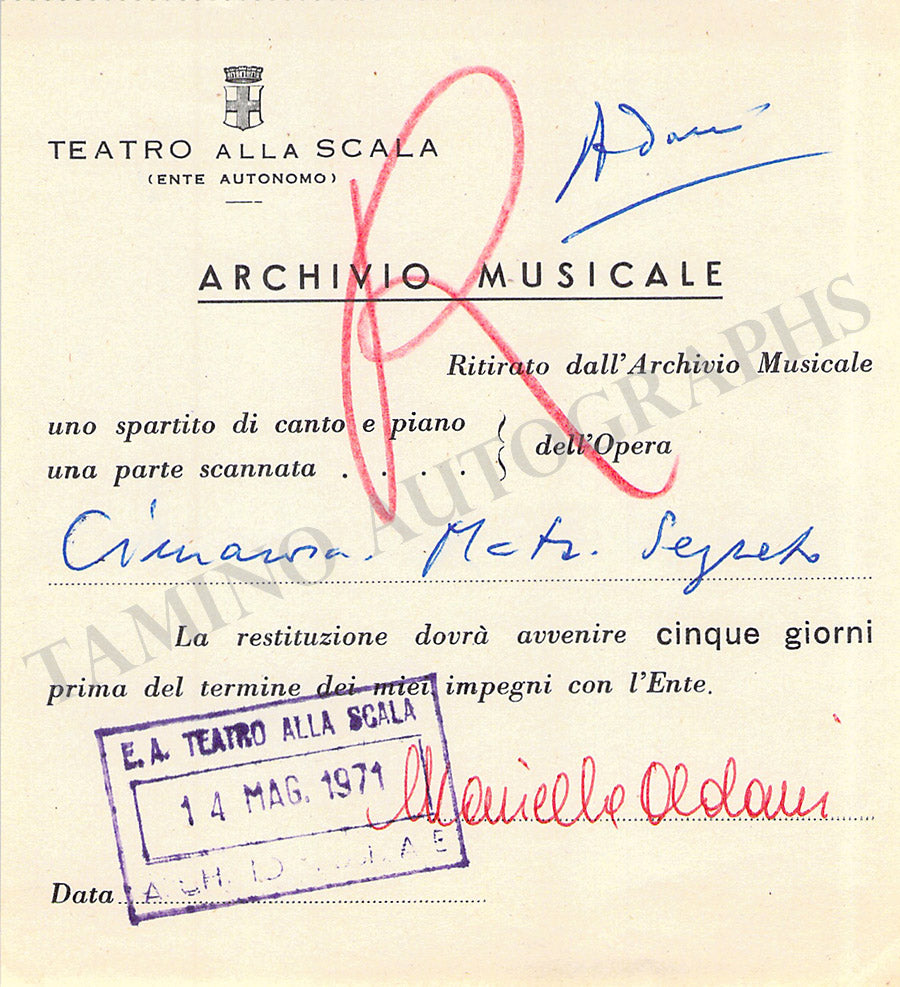 TEATRO ALLA SCALA
(ENTE AUTONOMO)
Adani
R
ARCHIVIO MUSICALE
Ritirato dall'Archivio Musicale
uno spartito di canto e piano
una parte scannata . . . .
dell'Opera
Cimarosa. Matr. Segreto
La restituzione dovrà avvenire cinque giorni
prima del termine dei miei impegni con l'Ente.
E. A. TEATRO ALLA SCALA
14 MAG. 1971
Mariella Adani
Data
TAMINO AUTOGRAPHS